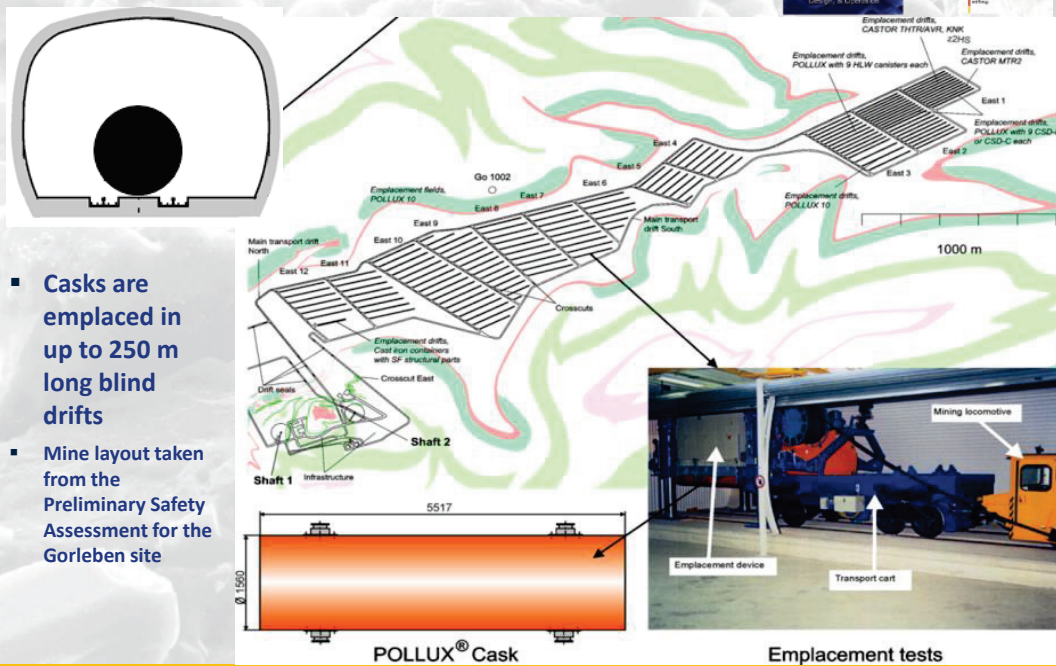 Design, & Operation
Emplacement drifts,
CASTOR THTR/AVR, KNK
Emplacement drifts,
POLLUX with 9 HLW canisters each
Emplacement drifts,
CASTOR MTR2
East 1
Emplacement drifts,
POLLUX with 9 CSD-
or CSD-C each
East 2
East 3
East 4
East 5
East 6
East 7
East 8
East 9
East 10
East 11
East 12
Go 1002
Emplacement fields,
POLLUX 10
Emplacement drifts,
POLLUX 10
1000 m
Main transport
drift South
Main transport drift
North
Crosscuts
Emplacement drifts,
Cast iron containers
with SF structural parts
Drift seals
Crosscut East
Shaft 2
Shaft 1
Infrastructure
▪ Casks are
emplaced in
up to 250 m
long blind
drifts
▪ Mine layout taken
from the
Preliminary Safety
Assessment for the
Gorleben site
5517
Ø 1560
POLLUX® Cask
Mining locomotive
Emplacement device
Transport cart
Emplacement tests